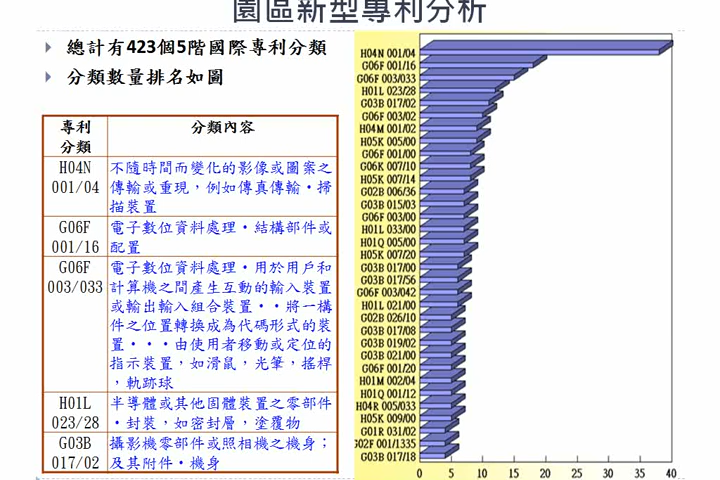 園區新型專利分析
總計有423個5階國際專利分類
分類數量排名如圖
專利
分類
分類內容
H04N
001/04
不隨時間而變化的影像或圖案之
傳輸或重現，例如傳真傳輸‧掃
描裝置
G06F
001/16
電子數位資料處理‧結構部件或
配置
G06F
003/033
電子數位資料處理‧用於用戶和
計算機之間產生互動的輸入裝置
或輸出輸入組合裝置‧‧將一構
件之位置轉換成為代碼形式的裝
置‧‧‧由使用者移動或定位的
指示裝置，如滑鼠，光筆，搖桿
，軌跡球
H01L
023/28
半導體或其他固體裝置之零部件
‧封裝，如密封層，塗覆物
G03B
017/02
攝影機零部件或照相機之機身；
及其附件‧機身
H04N 001/04
G06F 001/16
G06F 003/033
H01L 023/28
G03B 017/02
G06F 003/02
H04M 001/02
H05K 005/00
G06F 001/00
G06K 007/10
H05K 007/14
G02B 006/36
G03B 015/03
G06F 003/00
H01L 033/00
H01Q 005/00
H05K 007/20
G03B 017/00
G03B 017/56
G06F 003/042
H01L 021/00
G02B 026/10
G03B 017/08
G03B 019/02
G03B 021/00
G06F 001/20
H01M 002/04
H01Q 001/12
H04R 005/033
H05K 009/00
G01R 031/02
G02F 001/1335
G03B 017/18
0 5 10 15 20 25 30 35 40